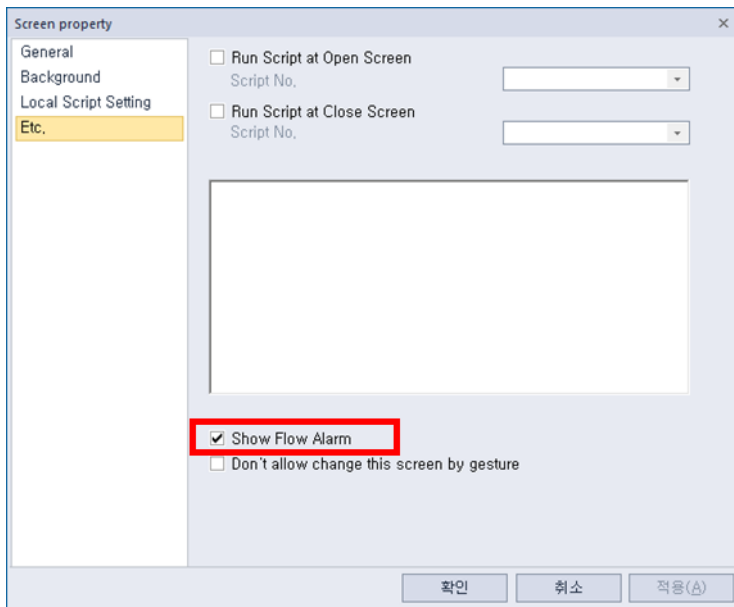 Screen property
General
Background
Local Script Setting
Etc.
Run Script at Open Screen
Script No.
Run Script at Close Screen
Script No.
Show Flow Alarm
Don't allow change this screen by gesture
확인
취소
적용(A)